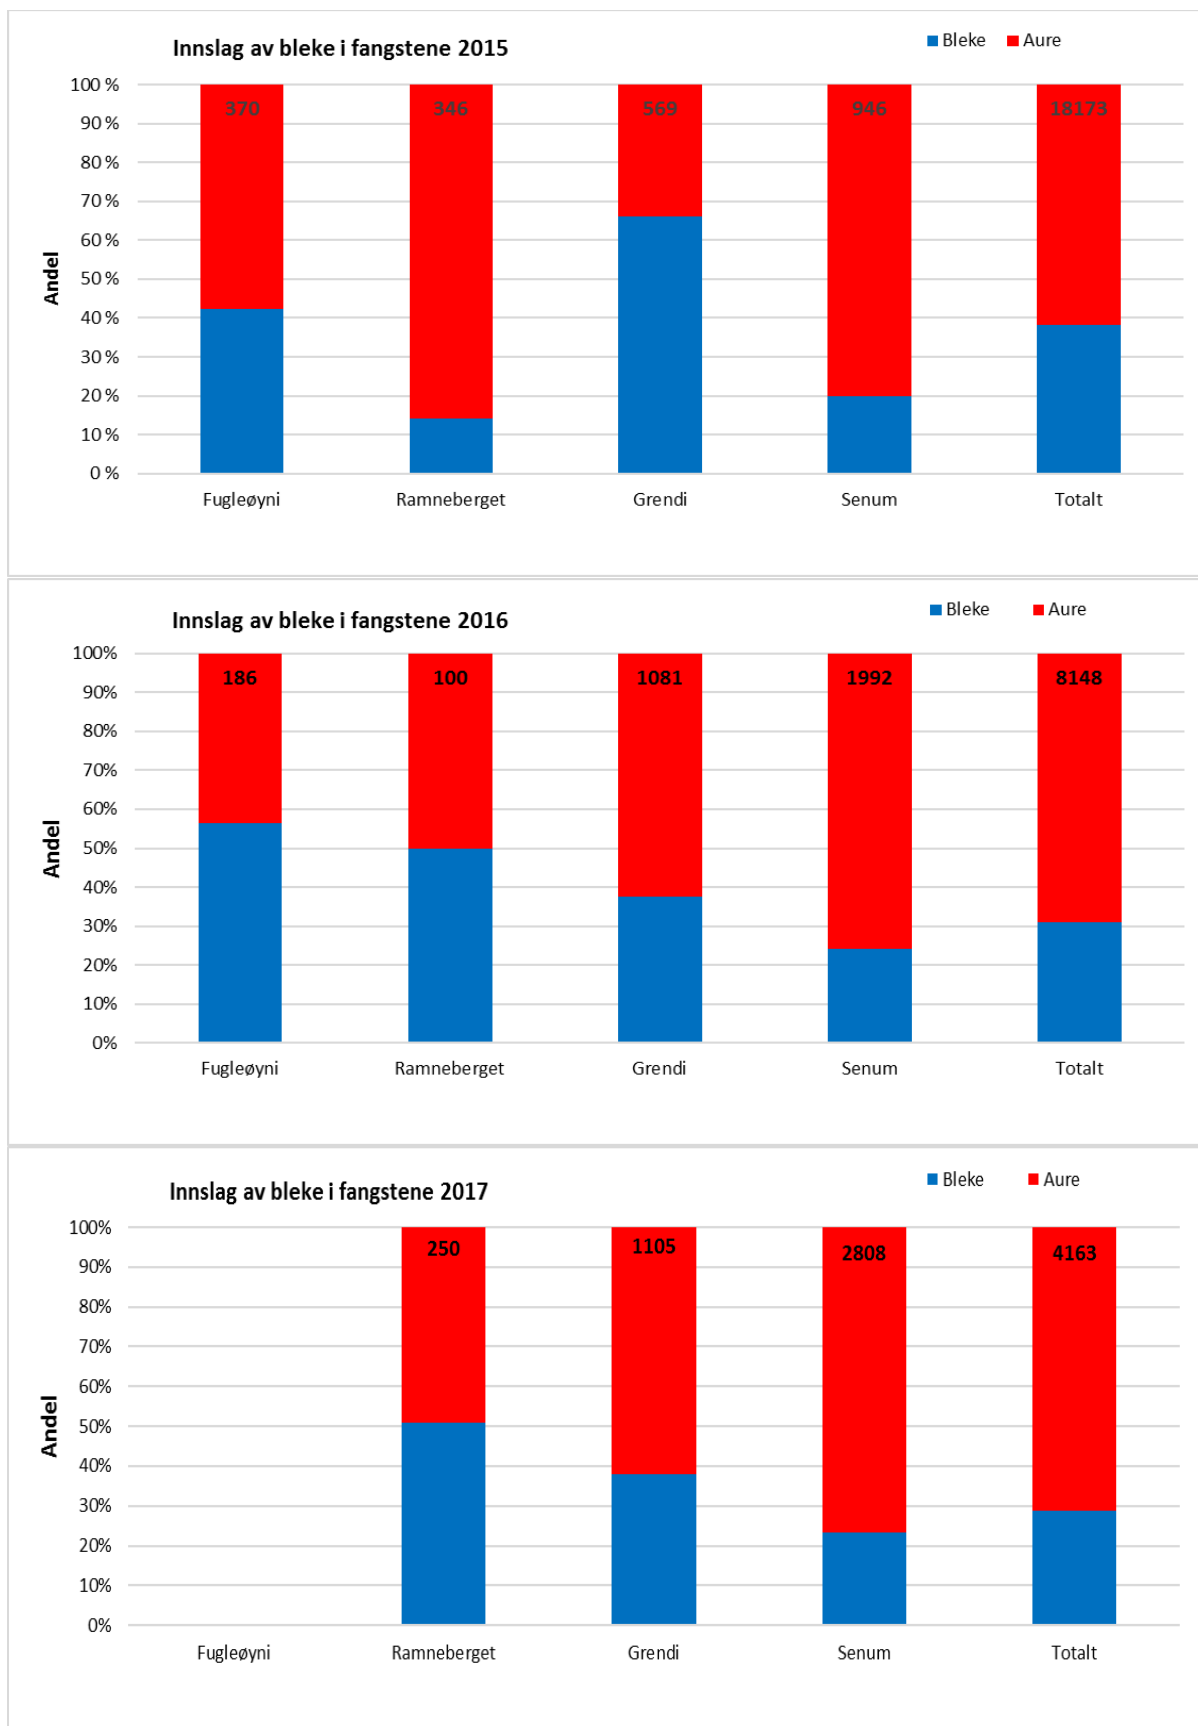 Innslag av bleke i fangstene 2015
Bleke Aure
100 %
90 %
80 %
70 %
60 %
50 %
40 %
30 %
20 %
10 %
0 %
Andel
370 346 569 946 18173
Fugleøyni Ramneberget Grendi Senum Totalt
Innslag av bleke i fangstene 2016
Bleke Aure
100%
90%
80%
70%
60%
50%
40%
30%
20%
10%
0%
Andel
186 100 1081 1992 8148
Fugleøyni Ramneberget Grendi Senum Totalt
Innslag av bleke i fangstene 2017
Bleke Aure
100%
90%
80%
70%
60%
50%
40%
30%
20%
10%
0%
Andel
250 1105 2808 4163
Fugleøyni Ramneberget Grendi Senum Totalt